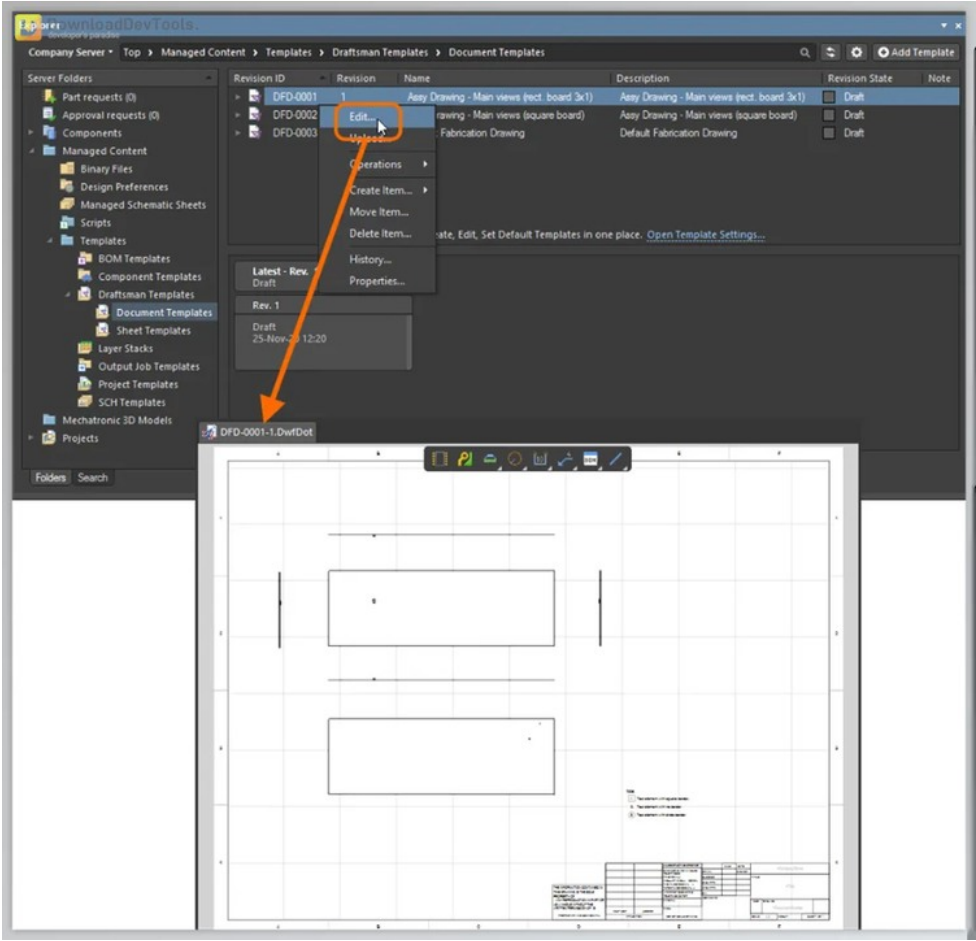 Explorer
DownloadDevTools.
developer's paradise
Company Server Top Managed Content Templates Draftsman Templates Document Templates
Add Template
Server Folders
Part requests (0)
Approval requests (0)
Components
Managed Content
Binary Files
Design Preferences
Managed Schematic Sheets
Scripts
Templates
BOM Templates
Component Templates
Draftsman Templates
Document Templates
Sheet Templates
Layer Stacks
Output Job Templates
Project Templates
SCH Templates
Mechatronic 3D Models
Projects
Folders Search
Revision ID Revision Name Description Revision State Note
DFD-0001 1 Assy Drawing - Main views (rect. board 3x1) Assy Drawing - Main views (rect. board 3x1) Draft
DFD-0002 rawing - Main views (square board) Assy Drawing - Main views (square board) Draft
DFD-0003 Fabrication Drawing Default Fabrication Drawing Draft
Edit...
Upload...
Operations
Create Item...
Move Item...
Delete Item...
History...
Properties...
ate, Edit, Set Default Templates in one place. Open Template Settings...
Latest - Rev.
Draft
Rev. 1
Draft
25-Nov-20 12:20
DFD-0001-1.DwfDot